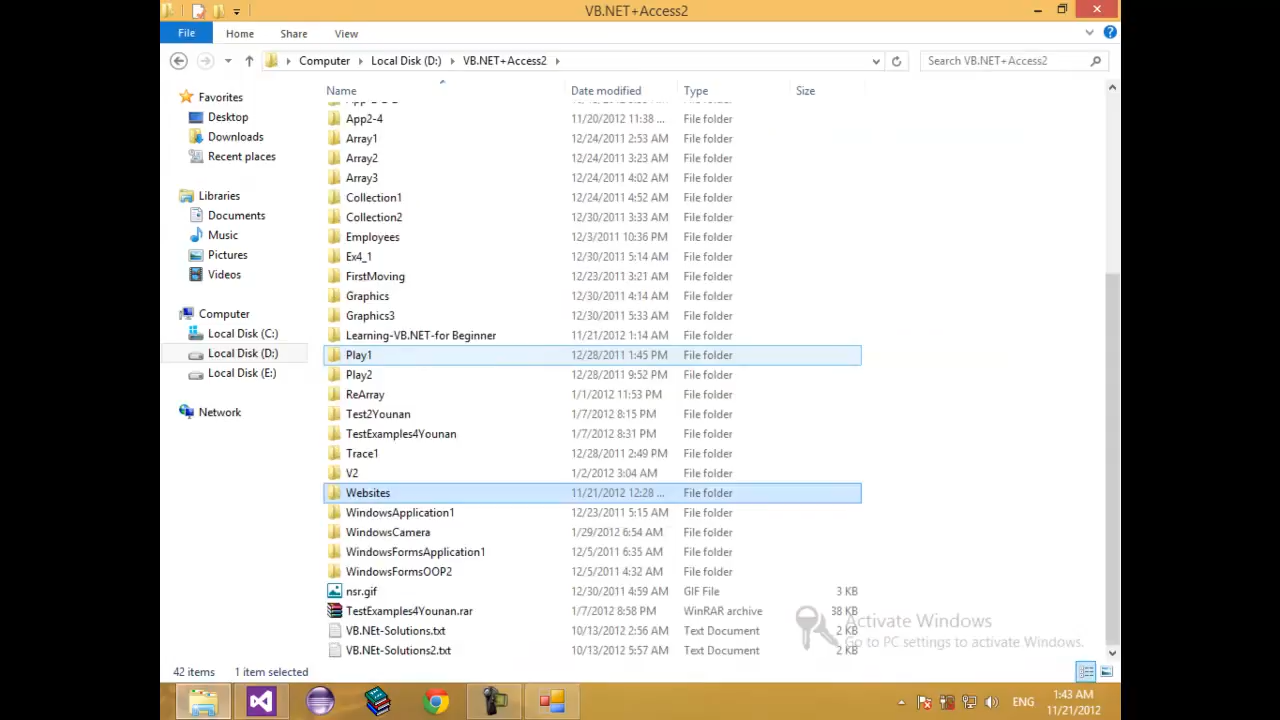 VB.NET+Access2
File Home Share View
Computer Local Disk (D:) VB.NET+Access2
Search VB.NET+Access2
Name Date modified Type Size
Favorites
Desktop
Downloads
Recent places
Libraries
Documents
Music
Pictures
Videos
Computer
Local Disk (C:)
Local Disk (D:)
Local Disk (E:)
Network
App2-4 11/20/2012 11:38 ... File folder
Array1 12/24/2011 2:53 AM File folder
Array2 12/24/2011 3:23 AM File folder
Array3 12/24/2011 4:02 AM File folder
Collection1 12/24/2011 4:52 AM File folder
Collection2 12/30/2011 3:33 AM File folder
Employees 12/3/2011 10:36 PM File folder
Ex4_1 12/30/2011 5:14 AM File folder
FirstMoving 12/23/2011 3:21 AM File folder
Graphics 12/30/2011 4:14 AM File folder
Graphics3 12/30/2011 5:33 AM File folder
Learning-VB.NET-for Beginner 11/21/2012 1:14 AM File folder
Play1 12/28/2011 1:45 PM File folder
Play2 12/28/2011 9:52 PM File folder
ReArray 1/1/2012 11:53 PM File folder
Test2Younan 1/7/2012 8:15 PM File folder
TestExamples4Younan 1/7/2012 8:31 PM File folder
Trace1 12/28/2011 2:49 PM File folder
V2 1/2/2012 3:04 AM File folder
Websites 11/21/2012 12:28 ... File folder
WindowsApplication1 12/23/2011 5:15 AM File folder
WindowsCamera 1/29/2012 6:54 AM File folder
WindowsFormsApplication1 12/5/2011 6:35 AM File folder
WindowsFormsOOP2 12/5/2011 4:32 AM File folder
nsr.gif 12/30/2011 4:59 AM GIF File 3 KB
TestExamples4Younan.rar 1/7/2012 8:58 PM WinRAR archive 38 KB
VB.NEt-Solutions.txt 10/13/2012 2:56 AM Text Document 2 KB
VB.NEt-Solutions2.txt 10/13/2012 5:57 AM Text Document 2 KB
Activate Windows
Go to PC settings to activate Windows.
42 items 1 item selected
ENG
1:43 AM
11/21/2012